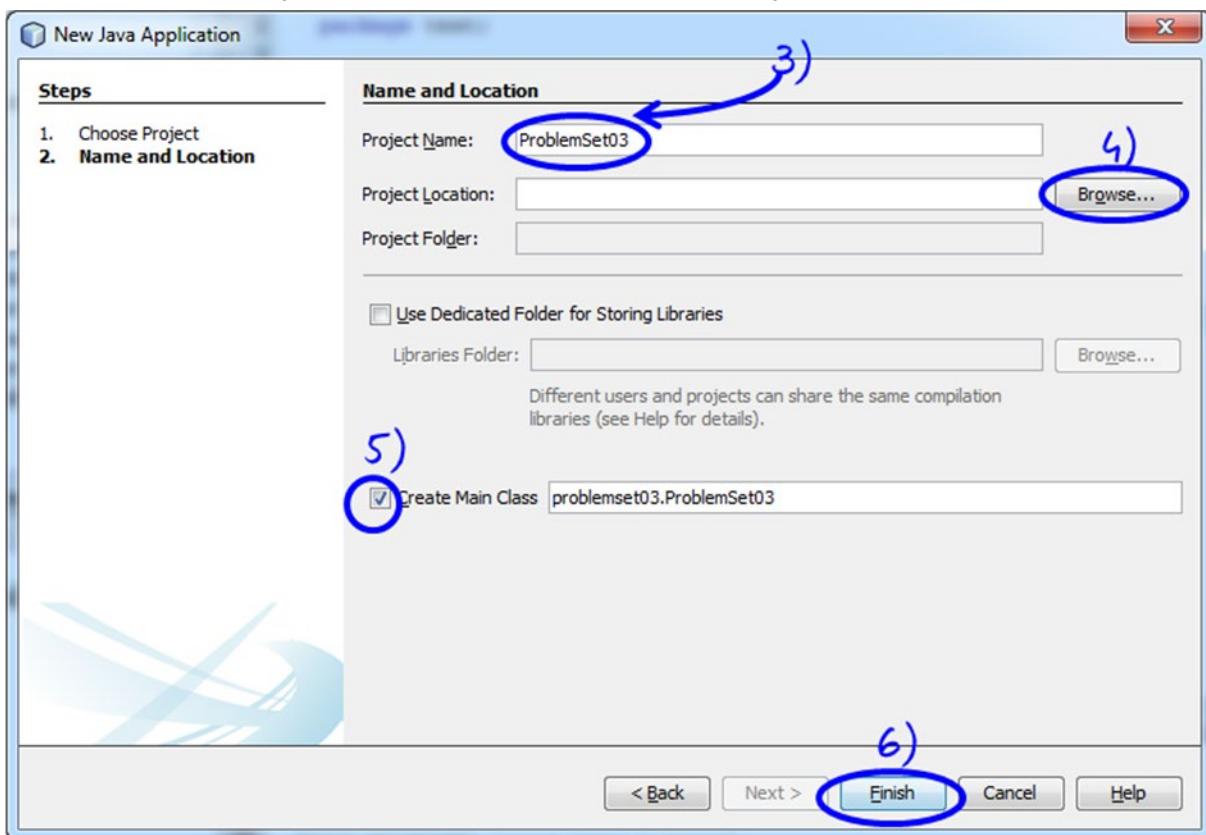 New Java Application
3)
Steps
1. Choose Project
2. Name and Location
Name and Location
Project Name: ProblemSet03
4)
Project Location: Browse...
Project Folder:
Use Dedicated Folder for Storing Libraries
Libraries Folder: Browse...
Different users and projects can share the same compilation
libraries (see Help for details).
5)
Create Main Class problemset03.ProblemSet03
6)
< Back Next > Finish Cancel Help